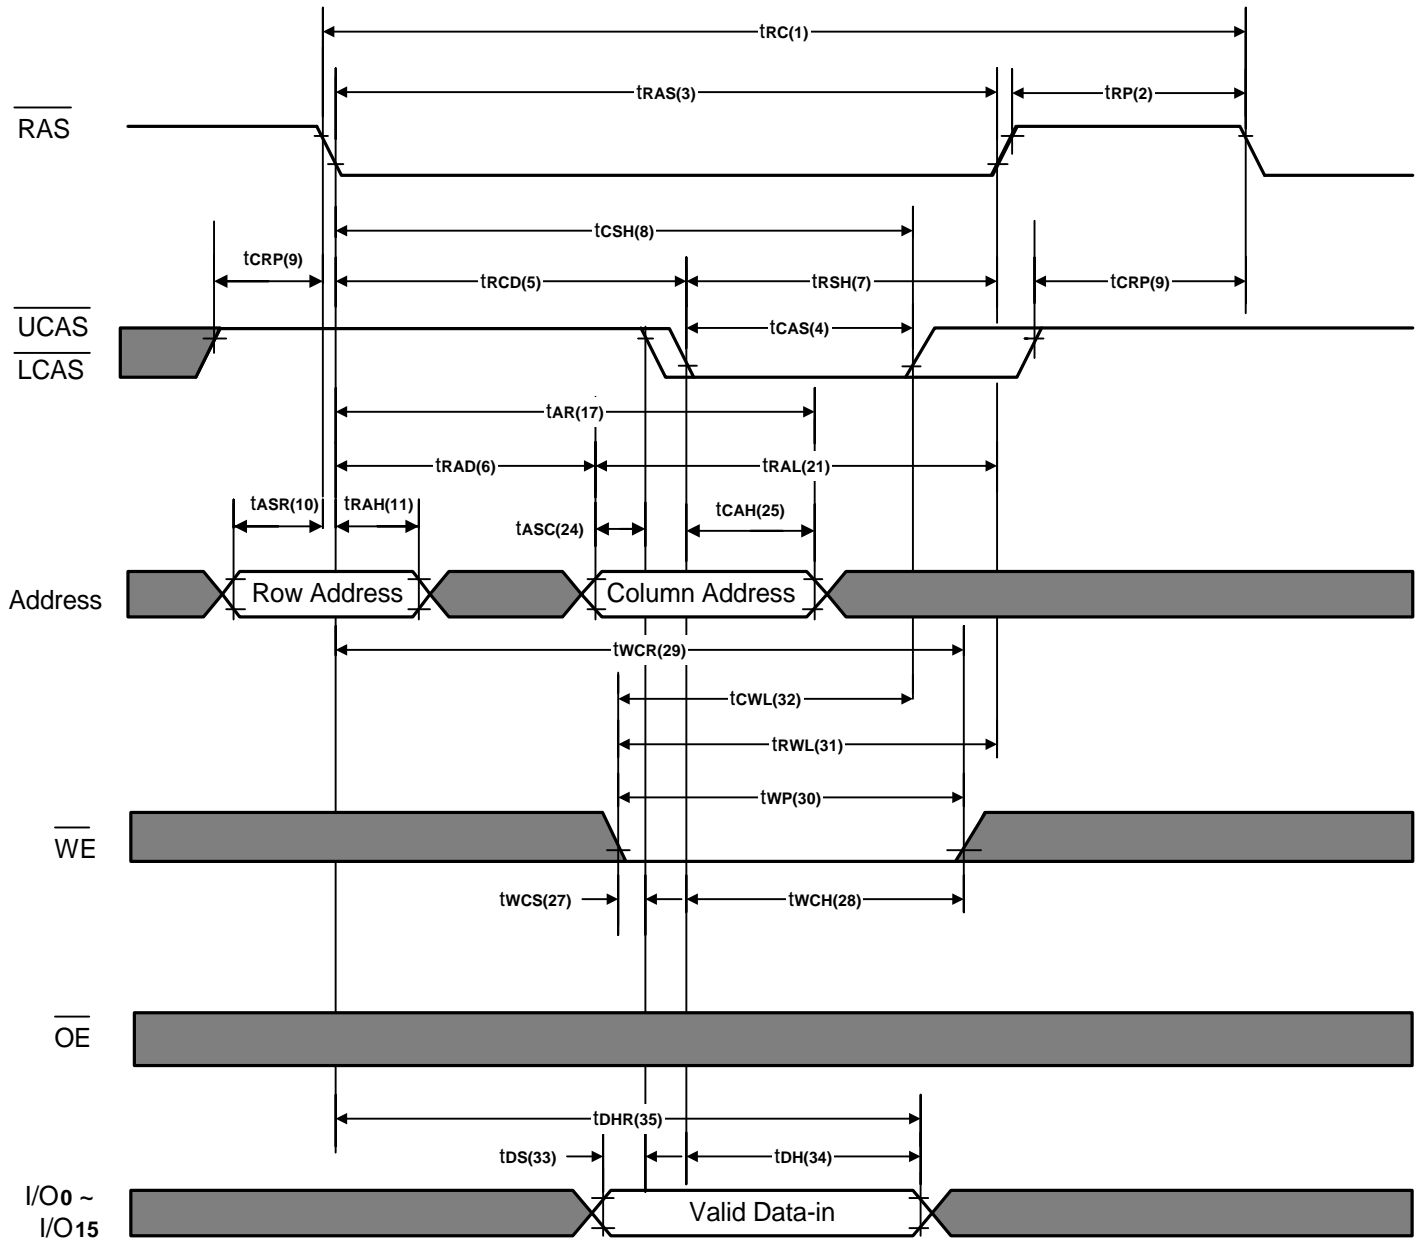 tRC(1)
tRAS(3)
tRP(2)
RAS
tCSH(8)
tCRP(9)
tRCD(5)
tRSH(7)
tCRP(9)
UCAS
tCAS(4)
LCAS
tAR(17)
tRAD(6)
tRAL(21)
tASR(10)
tRAH(11)
tCAH(25)
tASC(24)
Address
Row Address
Column Address
tWCR(29)
tCWL(32)
tRWL(31)
tWP(30)
WE
tWCS(27)
tWCH(28)
OE
tDHR(35)
tDS(33)
tDH(34)
I/O0 ~
I/O15
Valid Data-in